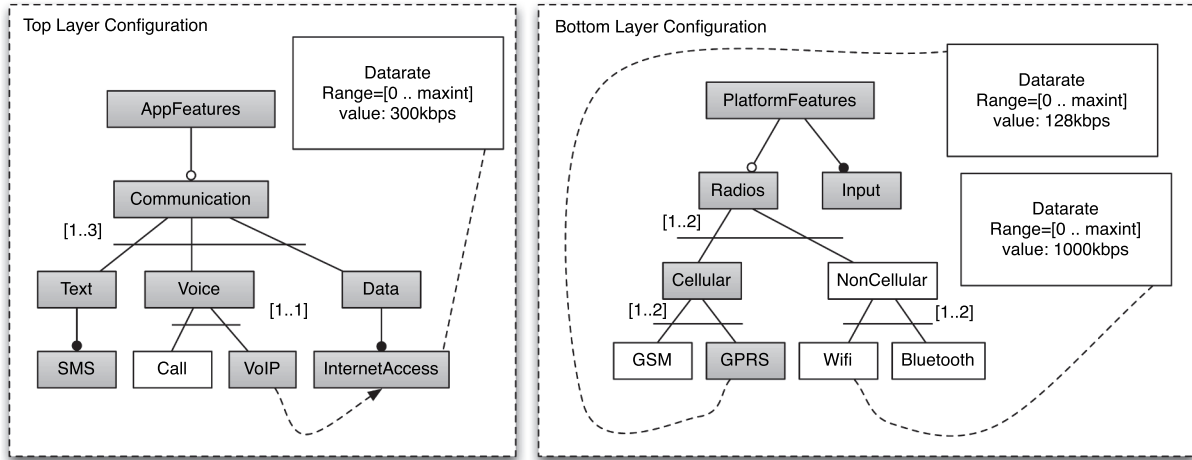 Top Layer Configuration
Datarate
Range=[0 .. maxint]
value: 300kbps
AppFeatures
Communication
[1..3]
Text
Voice
Data
[1..1]
SMS
Call
VoIP
InternetAccess
Bottom Layer Configuration
Datarate
Range=[0 .. maxint]
value: 128kbps
PlatformFeatures
Radios
Input
Datarate
Range=[0 .. maxint]
value: 1000kbps
[1..2]
Cellular
NonCellular
[1..2]
[1..2]
GSM
GPRS
Wifi
Bluetooth